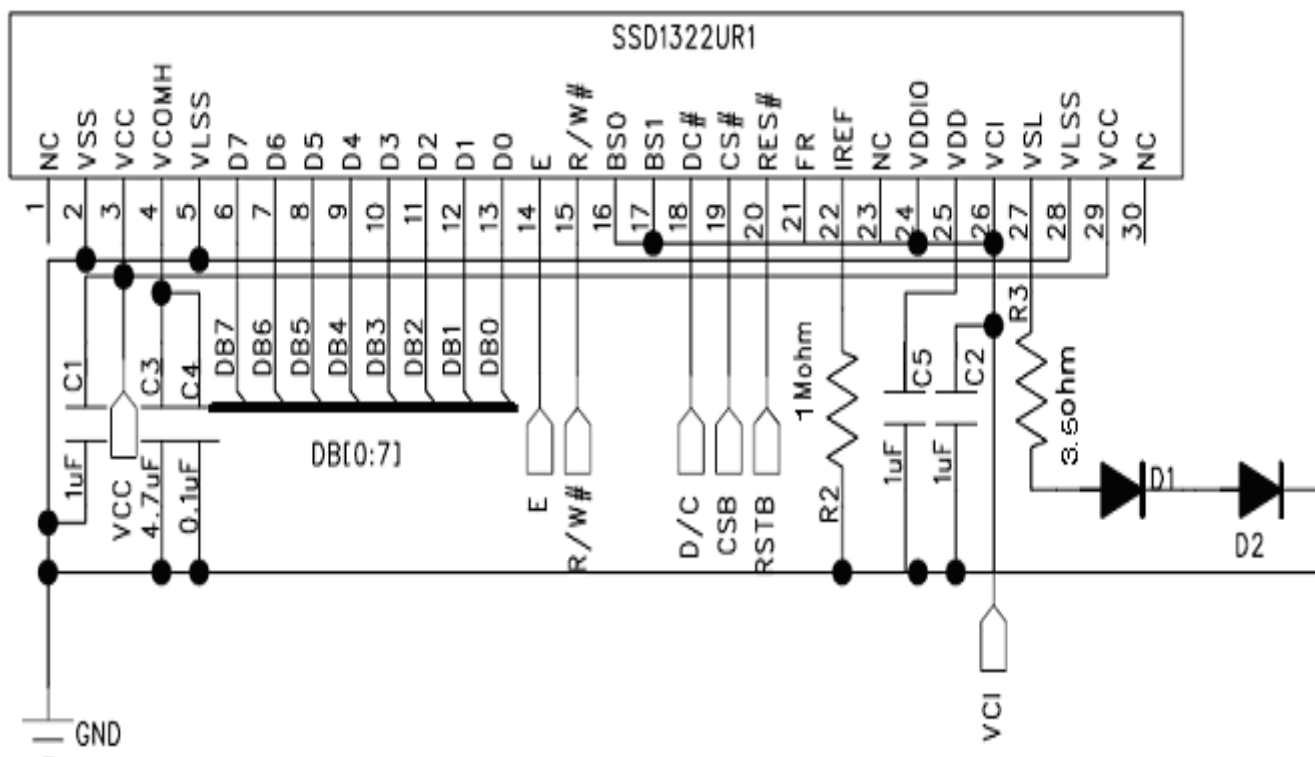 SSD1322UR1
NC
VSS
VCC
VCOMH
VLSS
D7
D6
D5
D4
D3
D2
D1
D0
E
R/W#
BS0
BS1
DC#
CS#
RES#
FR
IREF
NC
VDDIO
VDD
VCI
VSL
VLSS
VCC
NC
1
2
3
4
5
6
7
8
9
10
11
12
13
14
15
16
17
18
19
20
21
22
23
24
25
26
27
28
29
30
C1
1uF
VCC
C3
4.7uF
C4
0.1uF
DB7
DB6
DB5
DB4
DB3
DB2
DB1
DB0
DB[0:7]
E
R/W#
D/C
CSB
RSTB
1Mohm
R2
C5
1uF
C2
1uF
R3
3.5ohm
D1
D2
VCI
GND